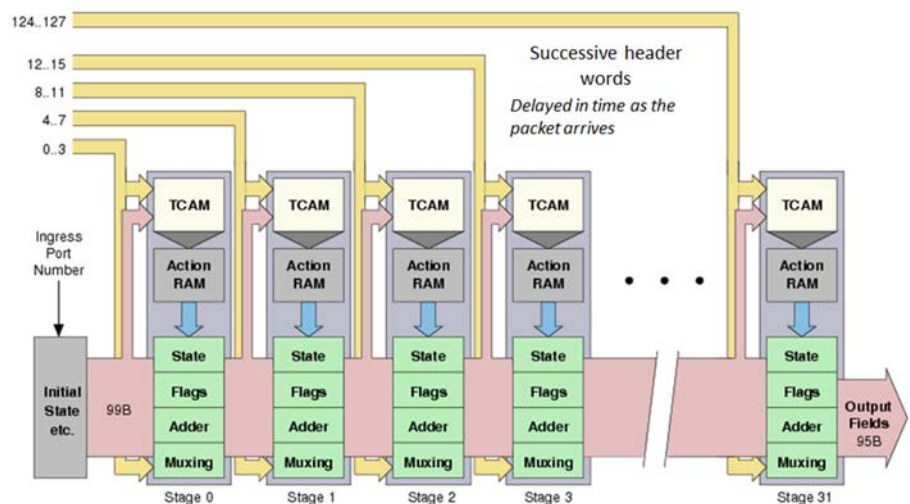 124..127
12..15
8..11
4..7
0..3
Successive header
words
Delayed in time as the
packet arrives
TCAM
TCAM
TCAM
TCAM
TCAM
Ingress
Port
Number
Action
RAM
Action
RAM
Action
RAM
Action
RAM
Action
RAM
Initial
State
etc.
99B
State
Flags
Adder
Muxing
State
Flags
Adder
Muxing
State
Flags
Adder
Muxing
State
Flags
Adder
Muxing
State
Flags
Adder
Muxing
Output
Fields
95B
Stage 0
Stage 1
Stage 2
Stage 3
Stage 31